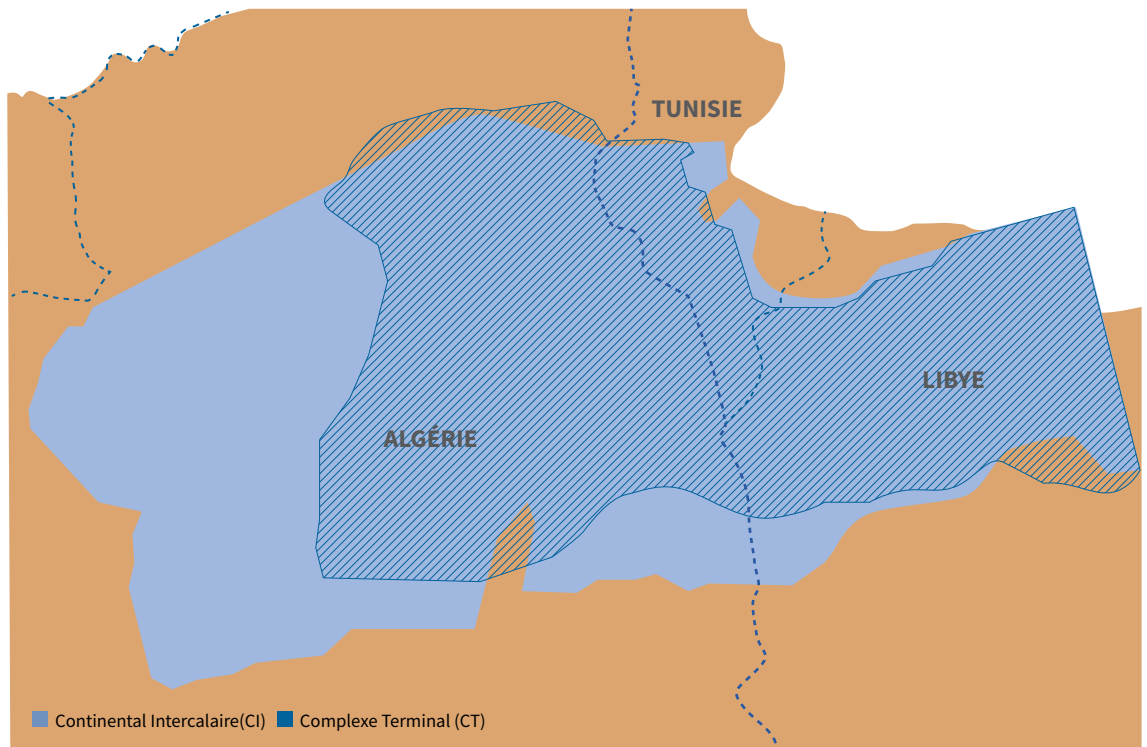 TUNISIE
LIBYE
ALGÉRIE
Continental Intercalaire(CI) Complexe Terminal (CT)